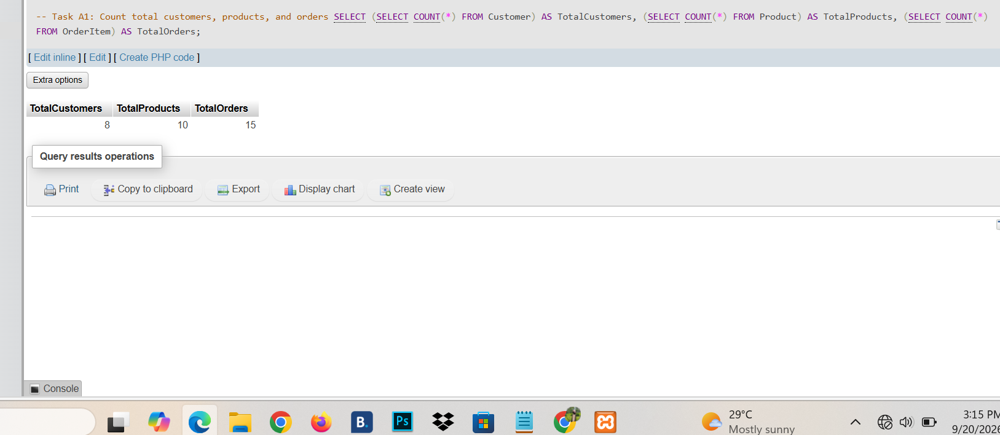 -- Task A1: Count total customers, products, and orders SELECT (SELECT COUNT(*) FROM Customer) AS TotalCustomers, (SELECT COUNT(*) FROM Product) AS TotalProducts, (SELECT COUNT(*)
FROM OrderItem) AS TotalOrders;
[ Edit inline ] [ Edit ] [ Create PHP code ]
Extra options
TotalCustomers TotalProducts TotalOrders
8 10 15
Query results operations
Print Copy to clipboard Export Display chart Create view
Console
B. Ps
29°C 3:15 PM
Mostly sunny 9/20/2026